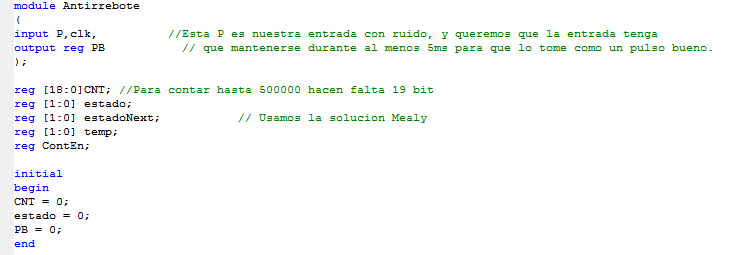 module Antirrebote
(
input P,clk, //Esta P es nuestra entrada con ruido, y queremos que la entrada tenga
output reg PB // que mantenerse durante al menos 5ms para que lo tome como un pulso bueno.
);
reg [18:0]CNT; //Para contar hasta 500000 hacen falta 19 bit
reg [1:0] estado;
reg [1:0] estadoNext; // Usamos la solucion Mealy
reg [1:0] temp;
reg ContEn;
initial
begin
CNT = 0;
estado = 0;
PB = 0;
end